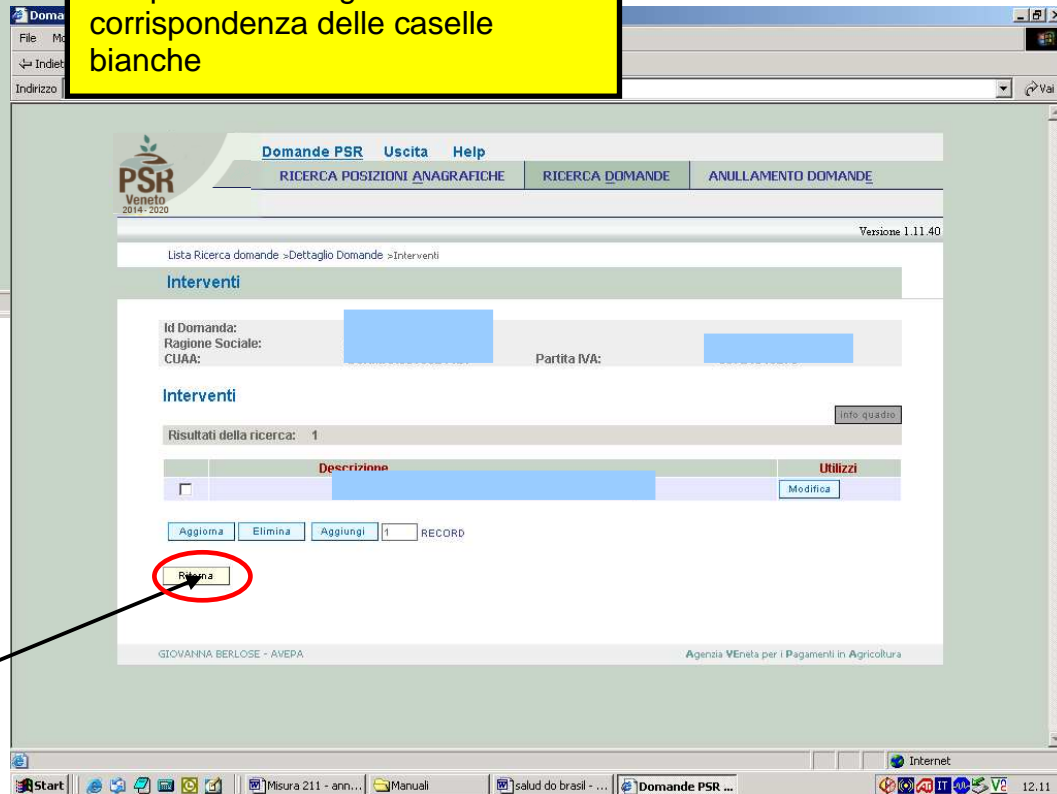 corrispondenza delle caselle
bianche
Doma
File
Indiet
Indirizzo
Vai
PSR
Veneto
2014-2020
Domande PSR Uscita Help
RICERCA POSIZIONI ANAGRAFICHE RICERCA DOMANDE ANULLAMENTO DOMANDE
Versione 1.11.40
Lista Ricerca domande >Dettaglio Domande >Interventi
Interventi
Id Domanda:
Ragione Sociale:
CUAA: Partita IVA:
Interventi
info quadro
Risultati della ricerca: 1
Descrizione Utilizzi
Modifica
Aggiorna Elimina Aggiungi 1 RECORD
Ritorna
GIOVANNA BERLOSE - AVEPA Agenzia VEneta per i Pagamenti in Agricoltura
Internet
Start Misura 211 - ann... Manuali salud do brasil - ... Domande PSR ... IT 12.11